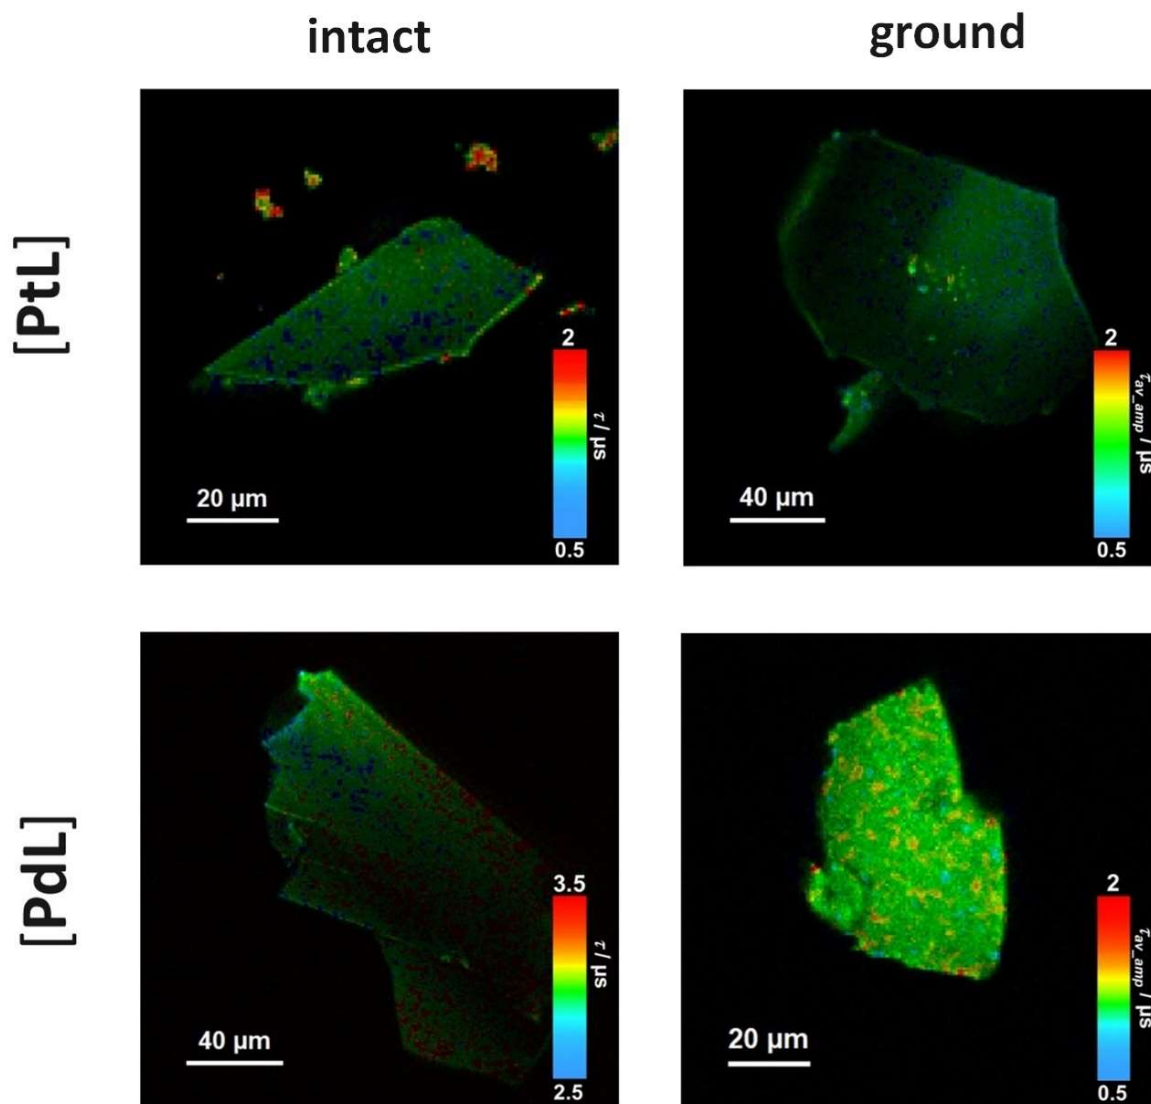 intact
ground
[PtL]
2
τ / µs
0.5
20 µm
2
τav_amp / µs
0.5
40 µm
[PdL]
3.5
τ / µs
2.5
40 µm
2
τav_amp / µs
0.5
20 µm